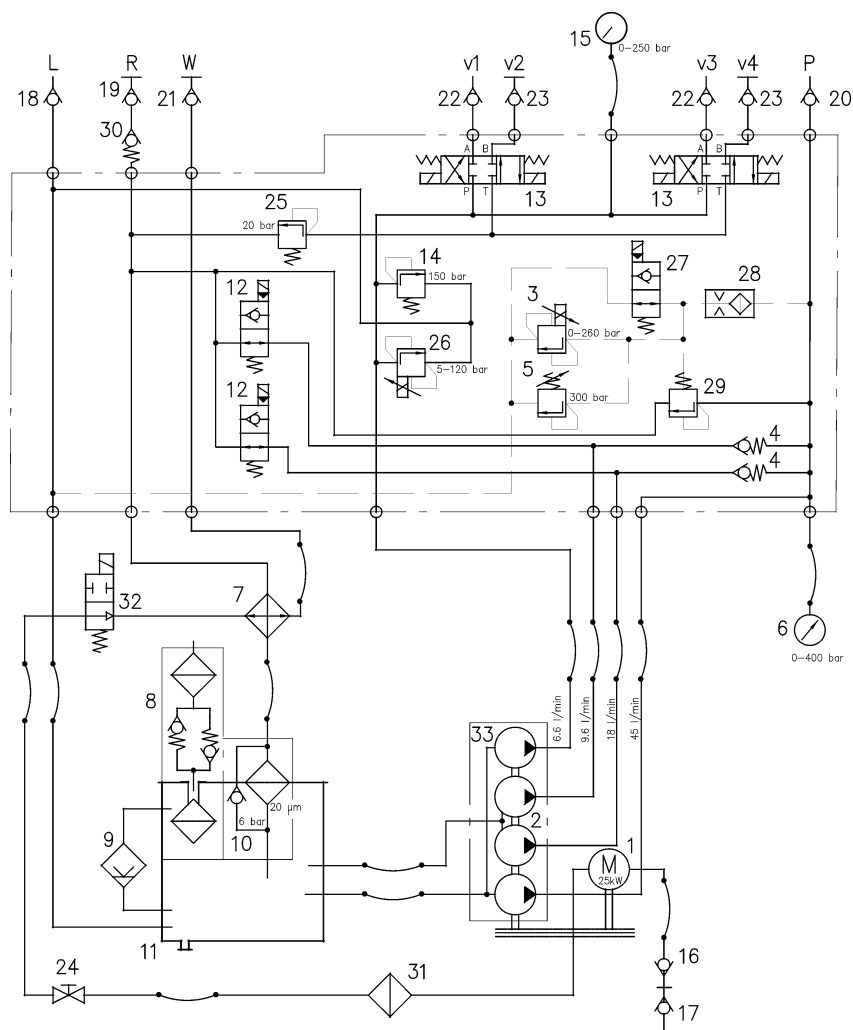 15
0-250 bar
L
R
W
v1
v2
v3
v4
P
18
19
21
22
23
22
23
20
30
A
B
A
B
P
T
13
P
T
13
25
20 bar
14
150 bar
27
28
12
3
0-260 bar
26
5-120 bar
5
300 bar
29
12
4
4
32
7
6
0-400 bar
8
6.6 l/min
9.6 l/min
18 l/min
45 l/min
33
20 µm
6 bar
10
2
9
1
M
25kW
11
16
24
31
17